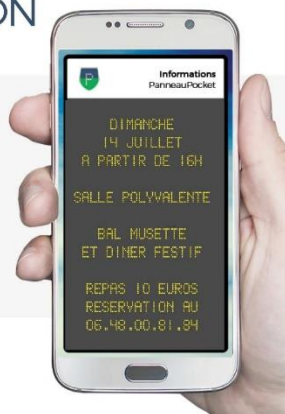 ON
P
Informations
PanneauPocket
DIMANCHE
14 JUILLET
A PARTIR DE 16H
SALLE POLYVALENTE
BAL MUSETTE
ET DINER FESTIF
REPAS 10 EUROS
RESERVATION AU
06.48.00.81.84